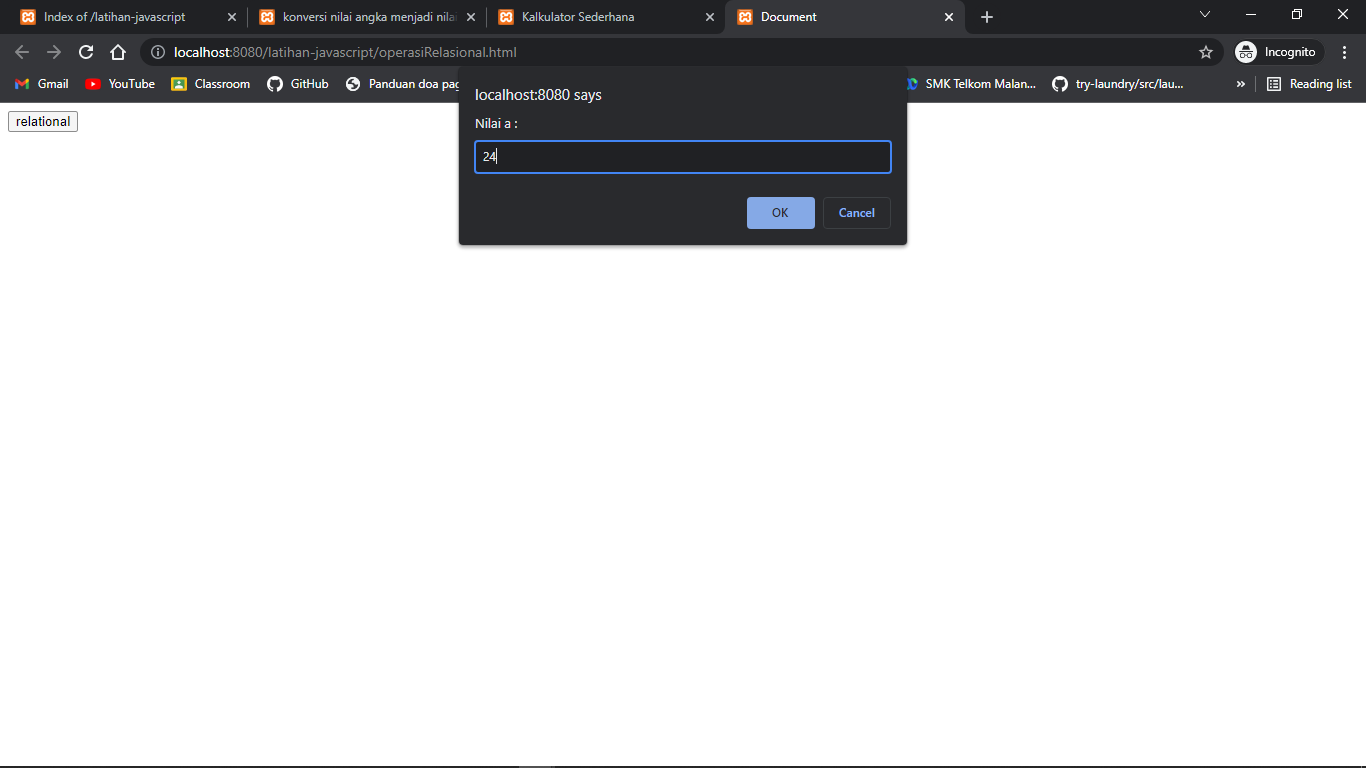 Index of /latihan-javascript
konversi nilai angka menjadi nilai
Kalkulator Sederhana
Document
localhost:8080/latihan-javascript/operasiRelasional.html
Incognito
Gmail
YouTube
Classroom
GitHub
Panduan doa pag
SMK Telkom Malan...
try-laundry/src/lau...
»
Reading list
relational
localhost:8080 says
Nilai a :
24
OK
Cancel